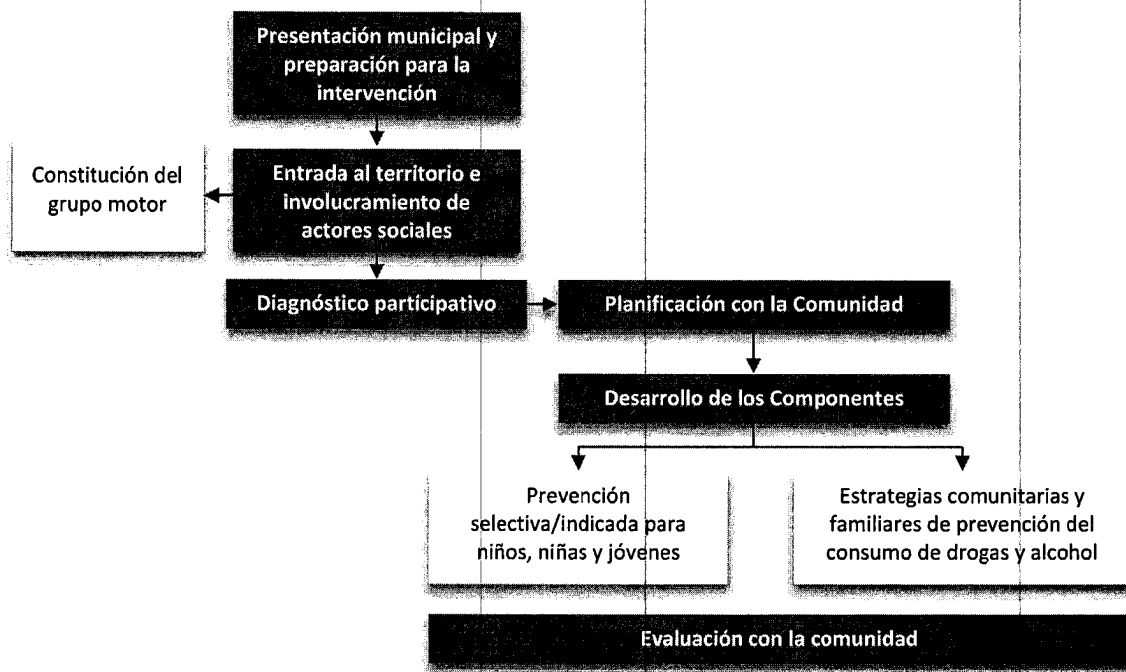 Presentación municipal y
preparación para la
intervención
Constitución del
grupo motor
Entrada al territorio e
involucramiento de
actores sociales
Diagnóstico participativo
Planificación con la Comunidad
Desarrollo de los Componentes
Prevención
selectiva/indicada para
niños, niñas y jóvenes
Estrategias comunitarias y
familiares de prevención del
consumo de drogas y alcohol
Evaluación con la comunidad